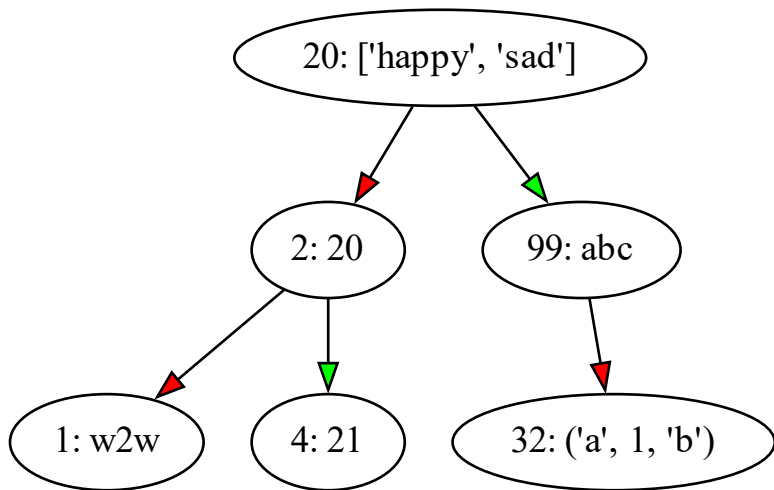 20: ['happy', 'sad']
2: 20
99: abc
1: w2w
4: 21
32: ('a', 1, 'b')